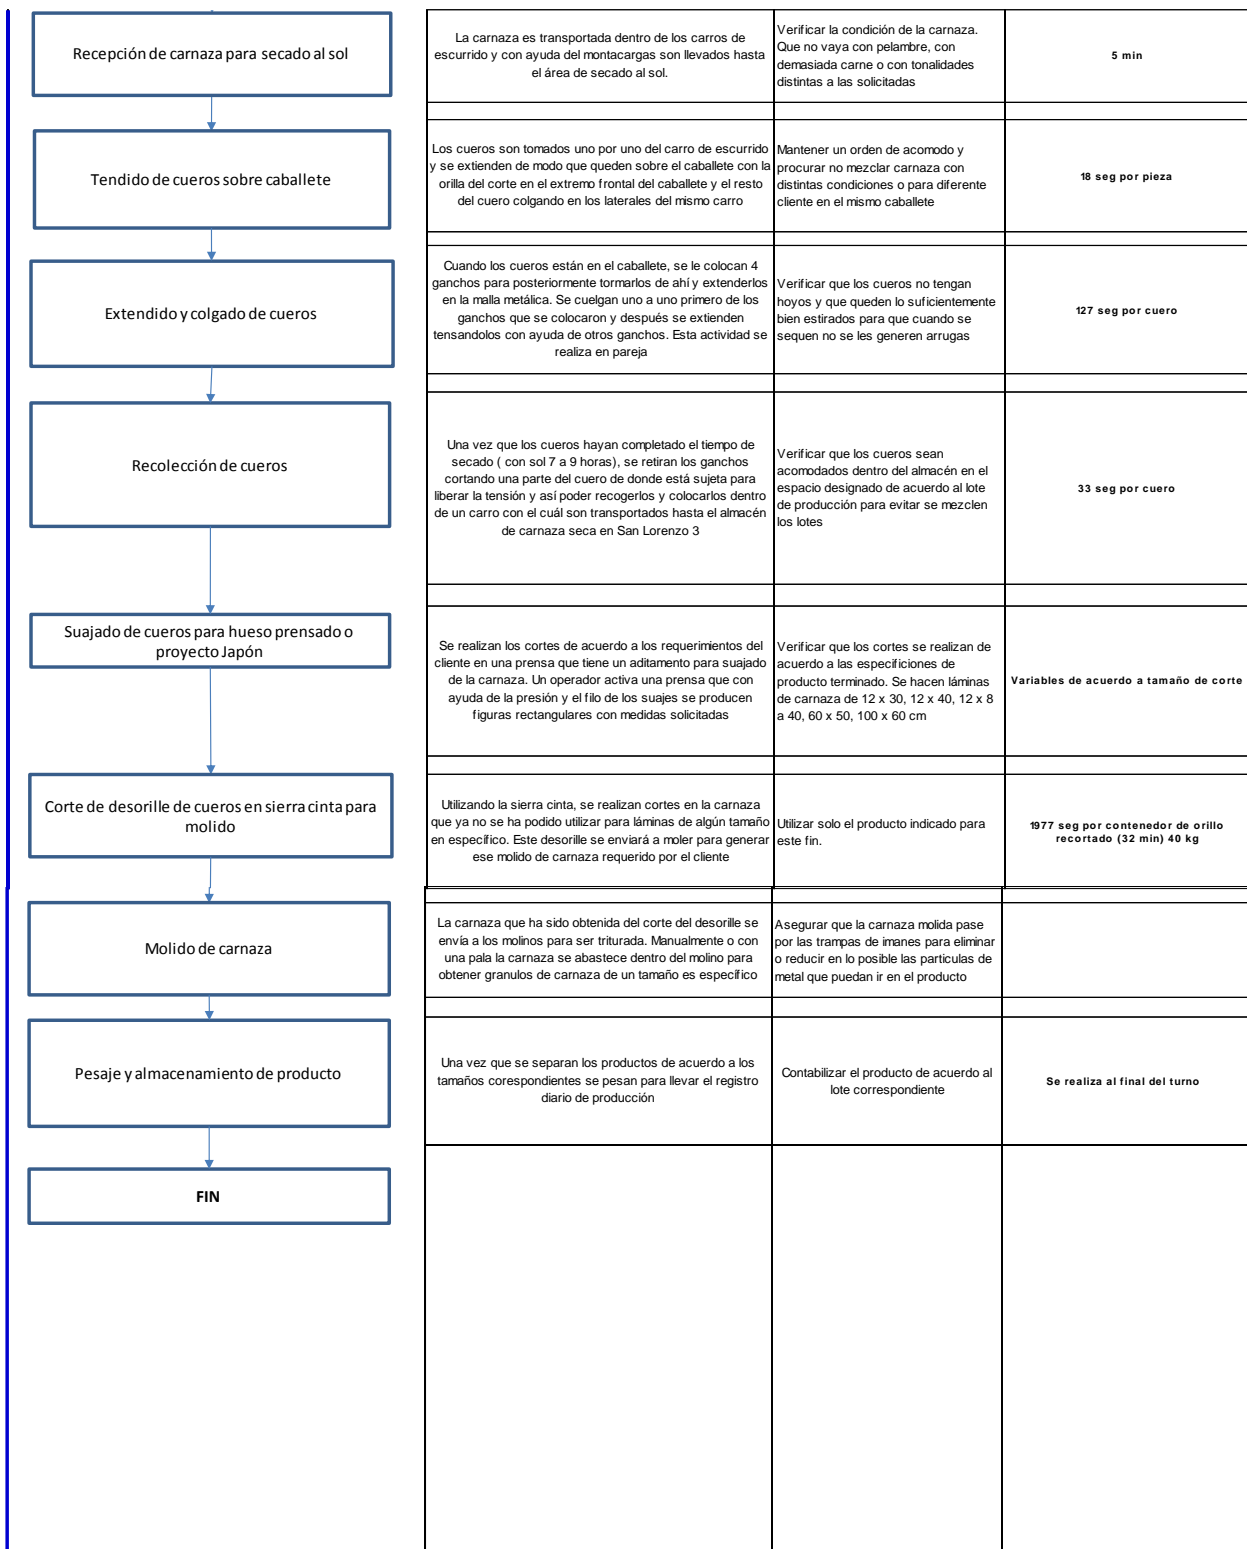 Recepción de carnaza para secado al sol
La carnaza es transportada dentro de los carros de
escurrido y con ayuda del montacargas son llevados hasta
el área de secado al sol.
Verificar la condición de la carnaza.
Que no vaya con pelambre, con
demasiada carne o con tonalidades
distintas a las solicitadas
5 min
Tendido de cueros sobre caballete
Los cueros son tomados uno por uno del carro de escurrido
y se extienden de modo que queden sobre el caballete con la
orilla del corte en el extremo frontal del caballete y el resto
del cuero colgando en los laterales del mismo carro
Mantener un orden de acomodo y
procurar no mezclar carnaza con
distintas condiciones o para diferente
cliente en el mismo caballete
18 seg por pieza
Extendido y colgado de cueros
Cuando los cueros están en el caballete, se le colocan 4
ganchos para posteriormente tormarlos de ahí y extenderlos
en la malla metálica. Se cuelgan uno a uno primero de los
ganchos que se colocaron y después se extienden
tensandolos con ayuda de otros ganchos. Esta actividad se
realiza en pareja
Verificar que los cueros no tengan
hoyos y que queden lo suficientemente
bien estirados para que cuando se
sequen no se les generen arrugas
127 seg por cuero
Recolección de cueros
Una vez que los cueros hayan completado el tiempo de
secado ( con sol 7 a 9 horas), se retiran los ganchos
cortando una parte del cuero de donde está sujeta para
liberar la tensión y así poder recogerlos y colocarlos dentro
de un carro con el cuál son transportados hasta el almacén
de carnaza seca en San Lorenzo 3
Verificar que los cueros sean
acomodados dentro del almacén en el
espacio designado de acuerdo al lote
de producción para evitar se mezclen
los lotes
33 seg por cuero
Suajado de cueros para hueso prensado o
proyecto Japón
Se realizan los cortes de acuerdo a los requerimientos del
cliente en una prensa que tiene un aditamento para suajado
de la carnaza. Un operador activa una prensa que con
ayuda de la presión y el filo de los suajes se producen
figuras rectangulares con medidas solicitadas
Verificar que los cortes se realizan de
acuerdo a las especificiones de
producto terminado. Se hacen láminas
de carnaza de 12 x 30, 12 x 40, 12 x 8
a 40, 60 x 50, 100 x 60 cm
Variables de acuerdo a tamaño de corte
Corte de desorille de cueros en sierra cinta para
molido
Utilizando la sierra cinta, se realizan cortes en la carnaza
que ya no se ha podido utilizar para láminas de algún tamaño
en específico. Este desorille se enviará a moler para generar
ese molido de carnaza requerido por el cliente
Utilizar solo el producto indicado para
este fin.
1977 seg por contenedor de orillo
recortado (32 min) 40 kg
Molido de carnaza
La carnaza que ha sido obtenida del corte del desorille se
envía a los molinos para ser triturada. Manualmente o con
una pala la carnaza se abastece dentro del molino para
obtener granulos de carnaza de un tamaño es específico
Asegurar que la carnaza molida pase
por las trampas de imanes para eliminar
o reducir en lo posible las particulas de
metal que puedan ir en el producto
Pesaje y almacenamiento de producto
Una vez que se separan los productos de acuerdo a los
tamaños corespondientes se pesan para llevar el registro
diario de producción
Contabilizar el producto de acuerdo al
lote correspondiente
Se realiza al final del turno
FIN